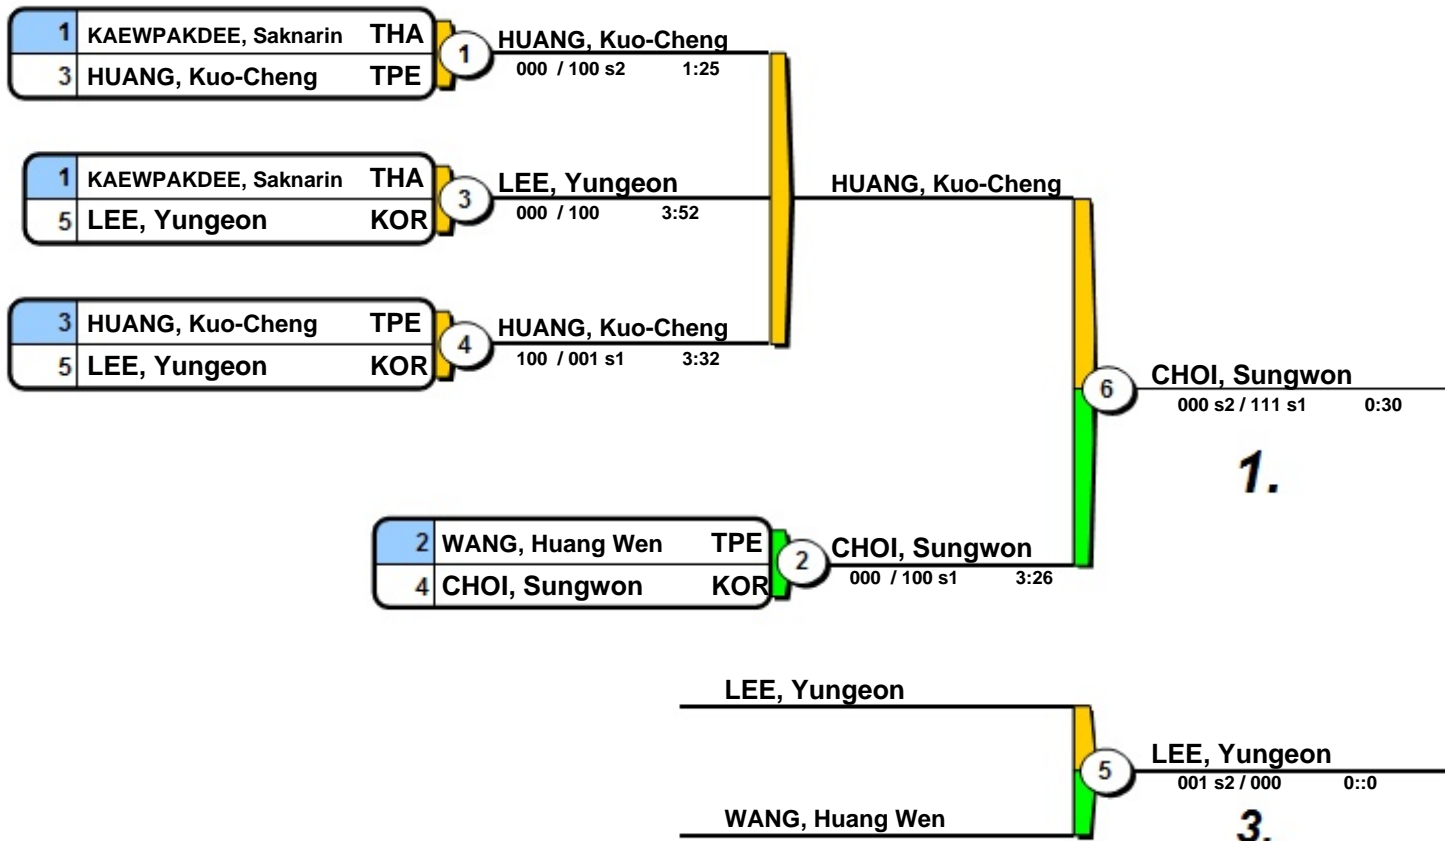 1 KAEWPAKDEE, Saknarin THA
3 HUANG, Kuo-Cheng TPE
1 HUANG, Kuo-Cheng
000 / 100 s2 1:25
1 KAEWPAKDEE, Saknarin THA
5 LEE, Yungeon KOR
3 LEE, Yungeon
000 / 100 3:52
HUANG, Kuo-Cheng
3 HUANG, Kuo-Cheng TPE
5 LEE, Yungeon KOR
4 HUANG, Kuo-Cheng
100 / 001 s1 3:32
6 CHOI, Sungwon
000 s2 / 111 s1 0:30
1.
2 WANG, Huang Wen TPE
4 CHOI, Sungwon KOR
2 CHOI, Sungwon
000 / 100 s1 3:26
LEE, Yungeon
5 LEE, Yungeon
001 s2 / 000 0::0
WANG, Huang Wen
3.